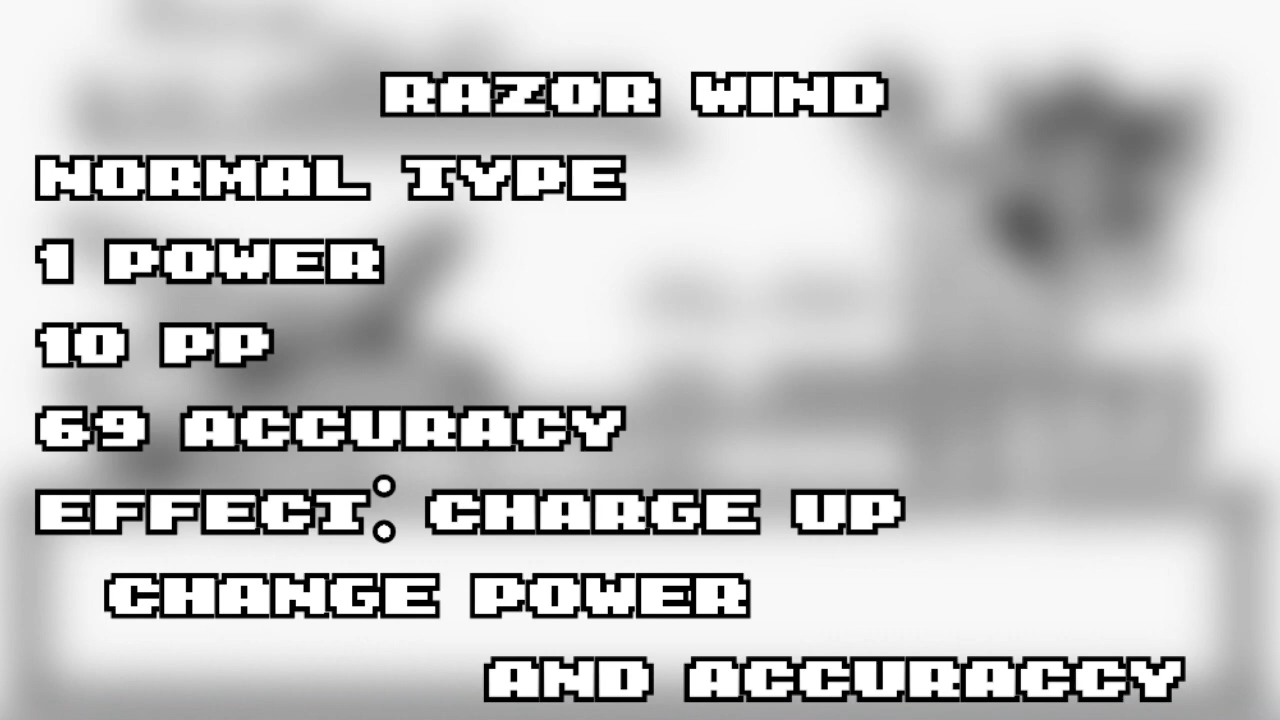 RAZOR WIND
NORMAL TYPE
1 POWER
10 PP
69 ACCURACY
EFFECT: CHARGE UP
CHANGE POWER
AND ACCURACCY